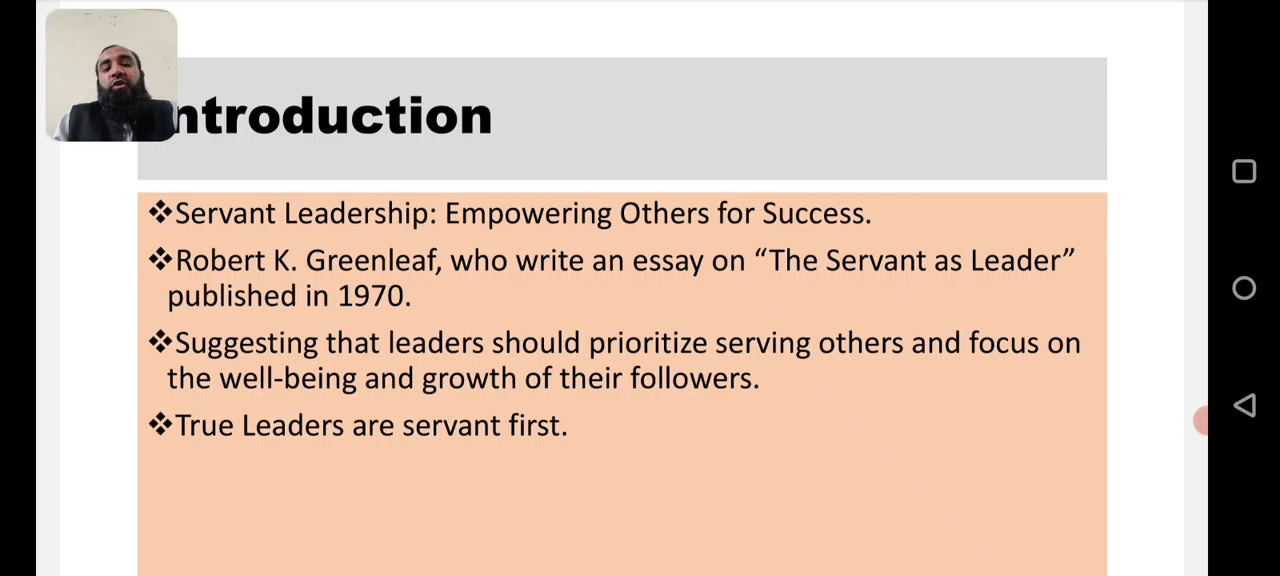 ntroduction
❖Servant Leadership: Empowering Others for Success.
❖Robert K. Greenleaf, who write an essay on “The Servant as Leader”
published in 1970.
❖Suggesting that leaders should prioritize serving others and focus on
the well-being and growth of their followers.
❖True Leaders are servant first.